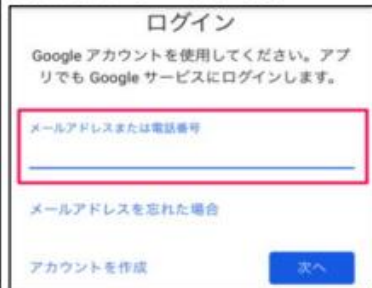 ログイン
Google アカウントを使用してください。アプ
リでも Google サービスにログインします。
メールアドレスまたは電話番号
メールアドレスを忘れた場合
アカウントを作成
次へ